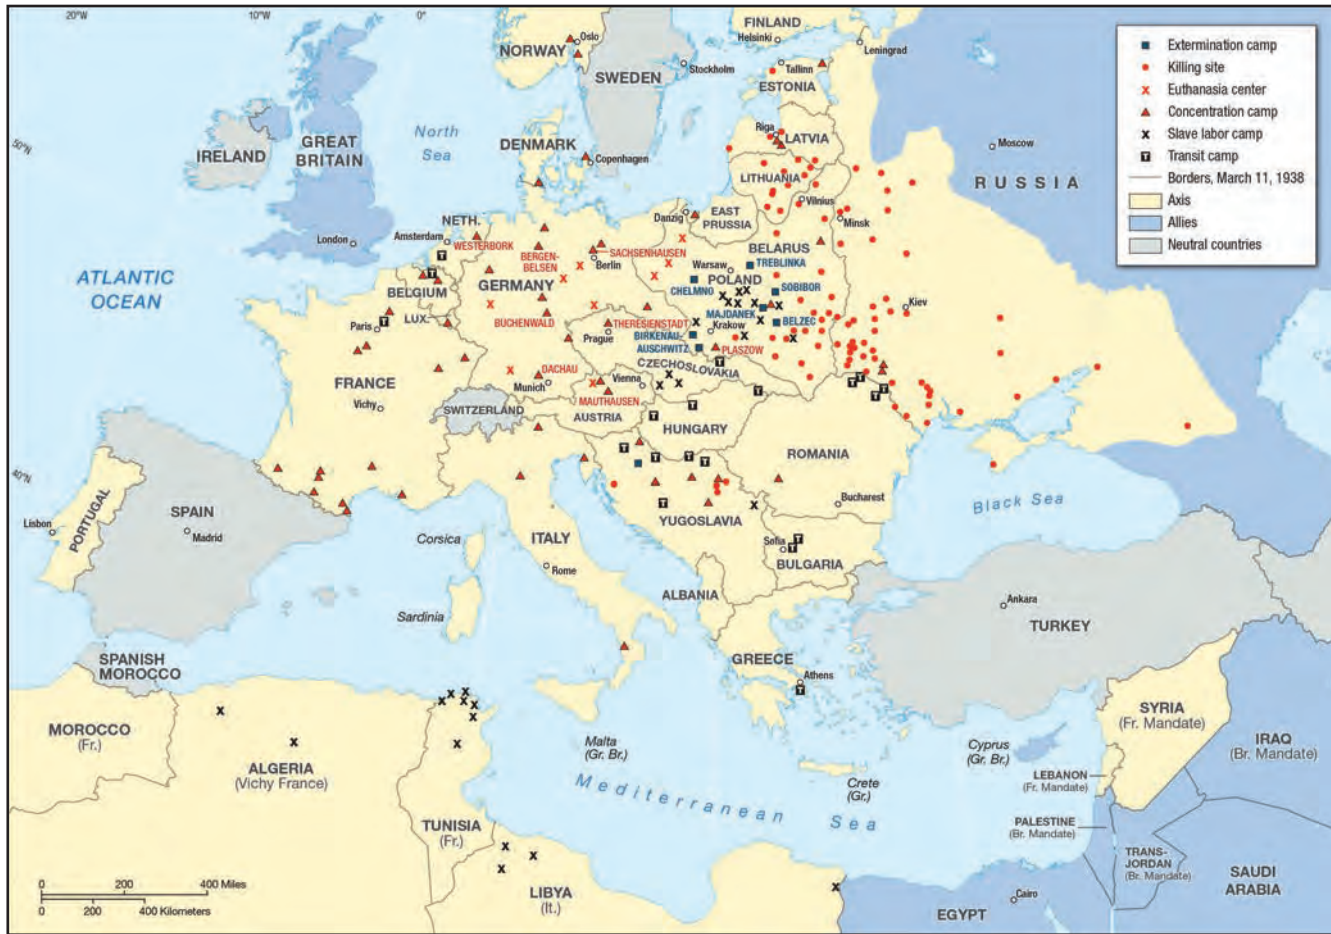 20°W
10°W
0°
50°N
40°N
FINLAND
Helsinki
Leningrad
NORWAY
Oslo
SWEDEN
Stockholm
Tallinn
ESTONIA
North
Sea
DENMARK
Copenhagen
Riga
LATVIA
LITHUANIA
Vilnius
Moscow
RUSSIA
IRELAND
GREAT
BRITAIN
London
NETH.
Amsterdam
WESTERBORK
Danzig
EAST
PRUSSIA
Minsk
BELARUS
BERGEN-
BELSEN
SACHSENHAUSEN
Berlin
Warsaw
TREBLINKA
POLAND
CHELMNO
SOBIBOR
ATLANTIC
OCEAN
BELGIUM
GERMANY
LUX.
Paris
BUCHENWALD
THERESIENSTADT
Prague
BIRKENAU
AUSCHWITZ
Krakow
MAJDANEK
BELZEC
PLASZOW
Kiev
CZECHOSLOVAKIA
FRANCE
Vichy
DACHAU
Munich
Vienna
MAUTHAUSEN
SWITZERLAND
AUSTRIA
HUNGARY
ROMANIA
Bucharest
Black Sea
PORTUGAL
Lisbon
SPAIN
Madrid
Corsica
ITALY
Rome
YUGOSLAVIA
Sofia
BULGARIA
ALBANIA
Sardinia
GREECE
Athens
Ankara
TURKEY
SPANISH
MOROCCO
MOROCCO
(Fr.)
ALGERIA
(Vichy France)
TUNISIA
(Fr.)
LIBYA
(It.)
Malta
(Gr. Br.)
Mediterranean Sea
Crete
(Gr.)
Cyprus
(Gr. Br.)
SYRIA
(Fr. Mandate)
IRAQ
(Br. Mandate)
LEBANON
(Fr. Mandate)
PALESTINE
(Br. Mandate)
TRANS-
JORDAN
(Br. Mandate)
SAUDI
ARABIA
Cairo
EGYPT
0 200 400 Miles
0 200 400 Kilometers
Extermination camp
Killing site
X Euthanasia center
Concentration camp
X Slave labor camp
T Transit camp
Borders, March 11, 1938
Axis
Allies
Neutral countries